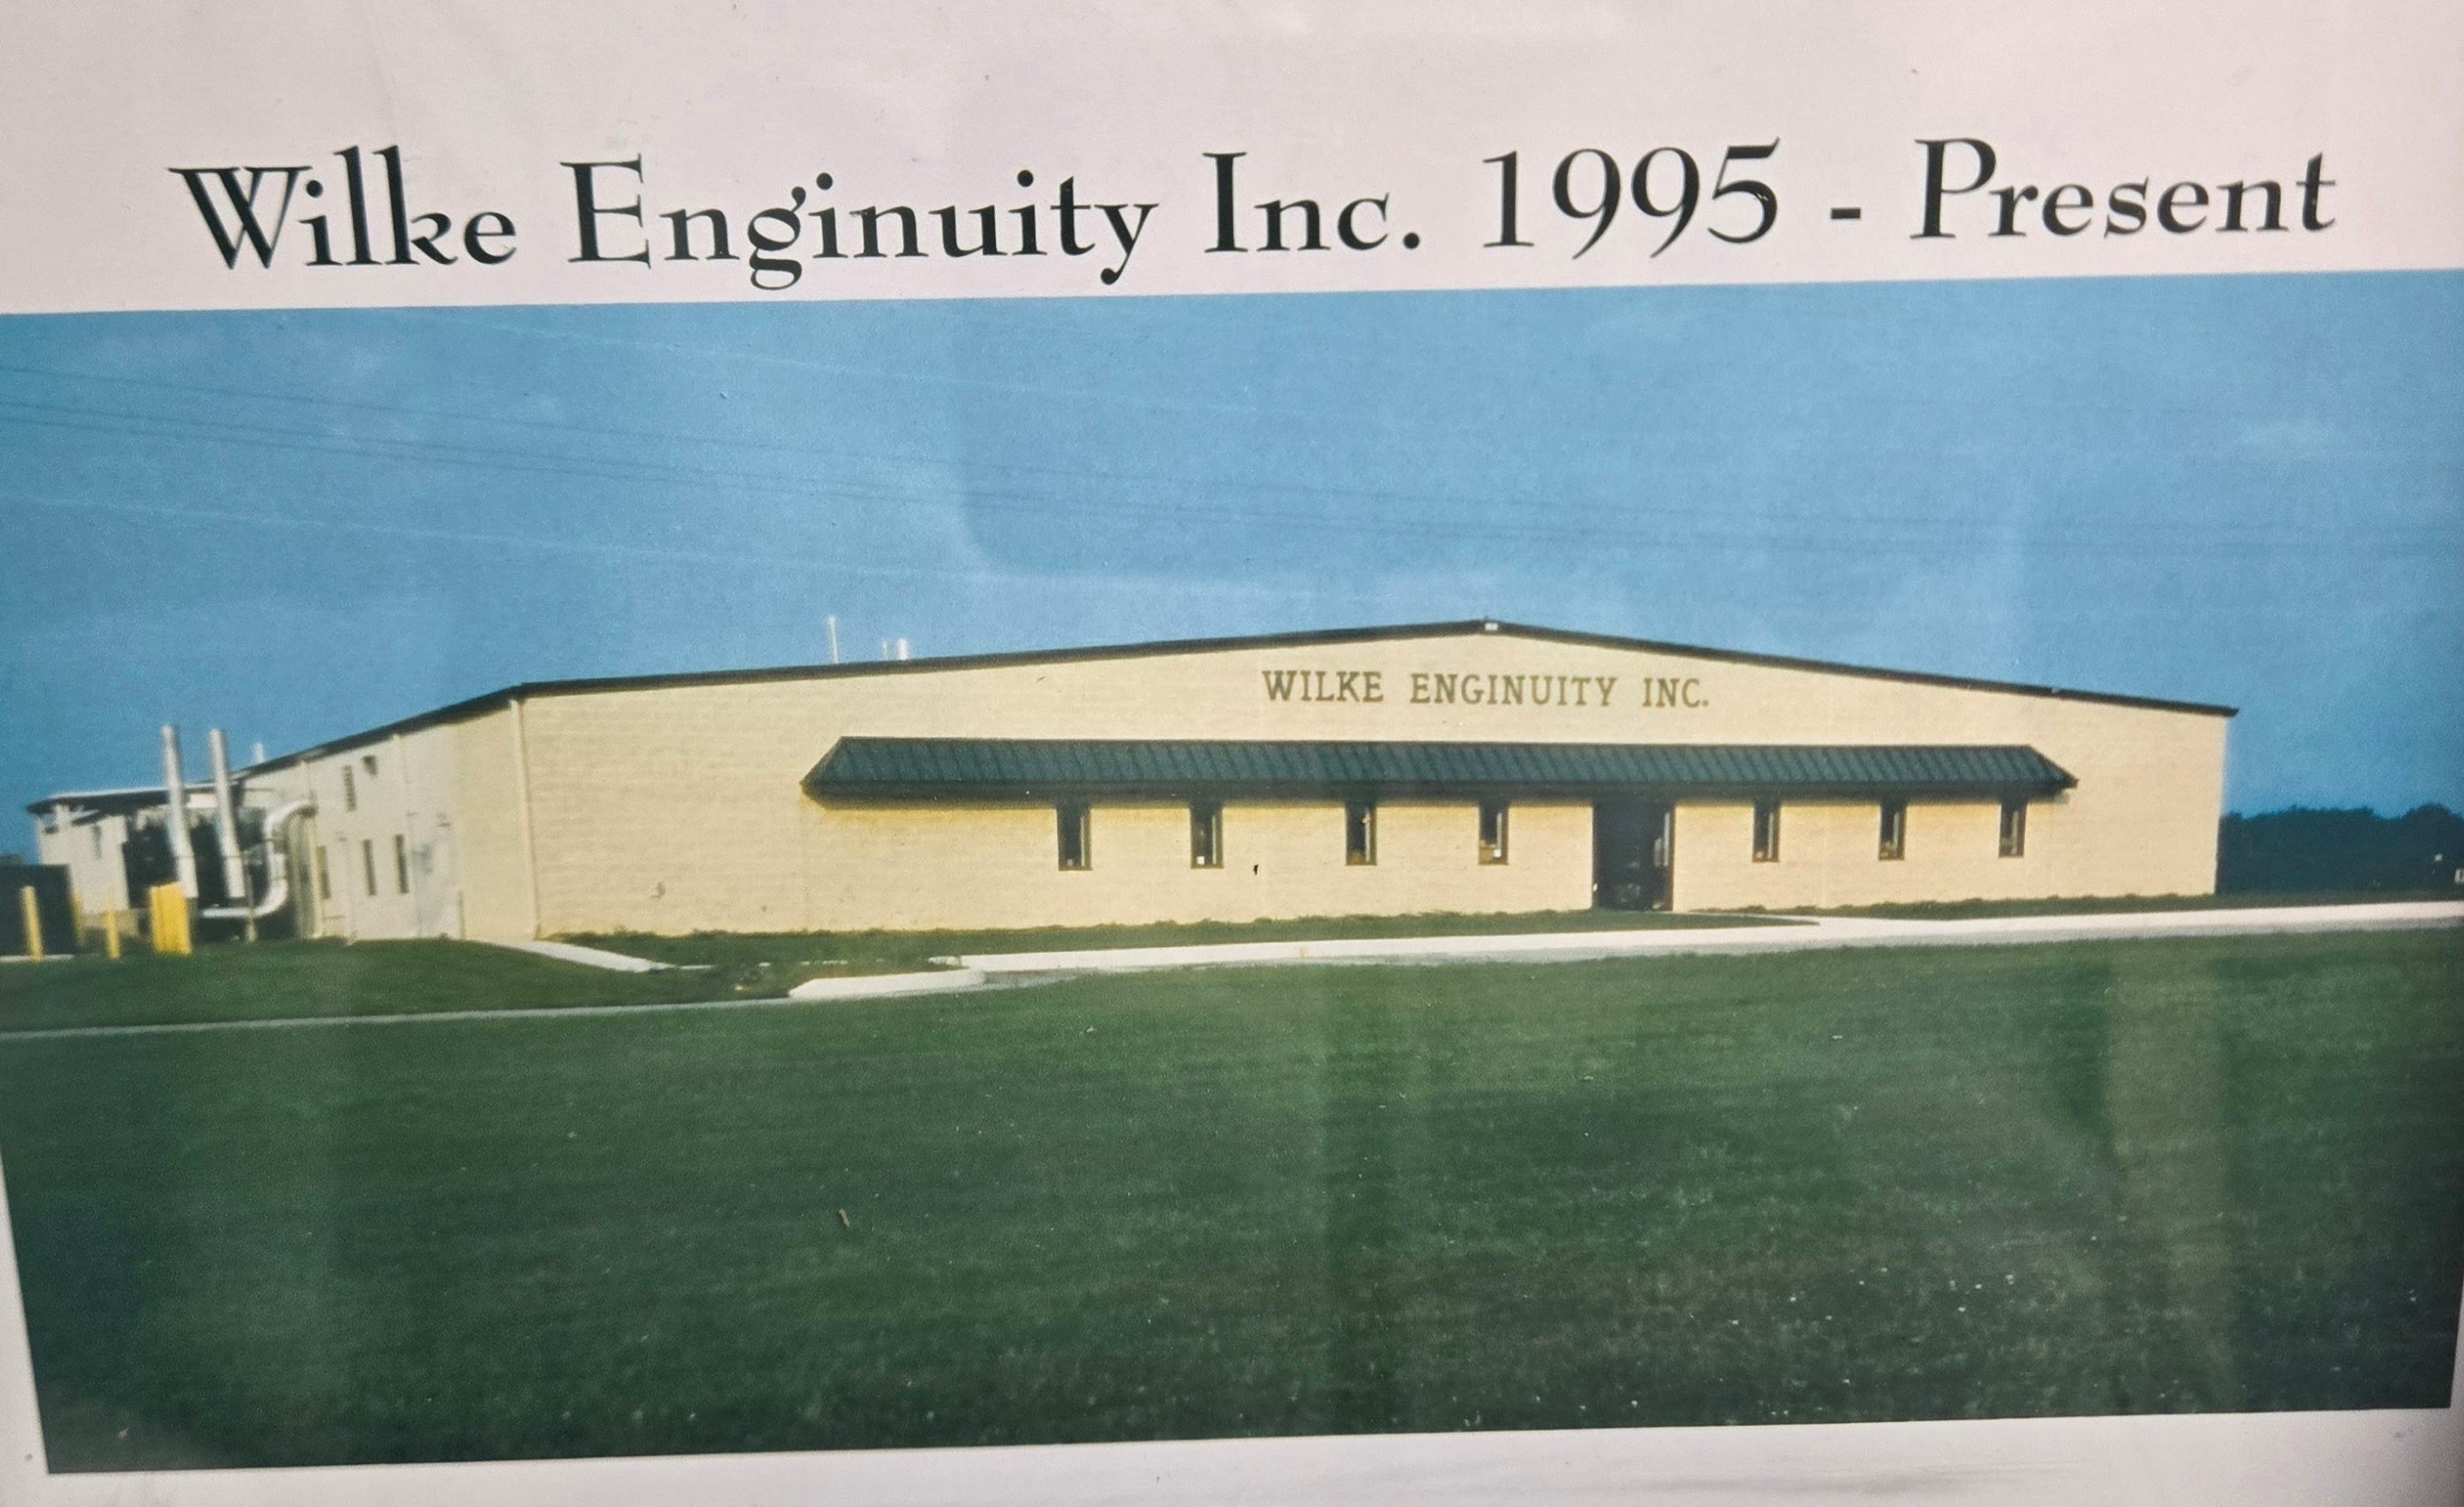 Wilke Enginuity Inc. 1995 - Present
WILKE ENGINUITY INC.